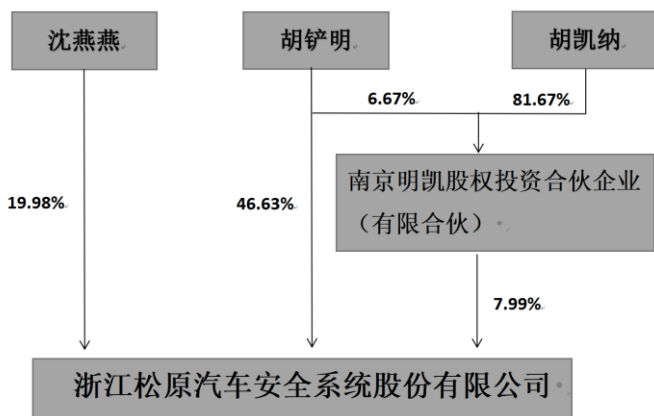 沈燕燕
胡铲明
胡凯纳
6.67%
81.67%
南京明凯股权投资合伙企业
（有限合伙）
19.98%
46.63%
7.99%
浙江松原汽车安全系统股份有限公司